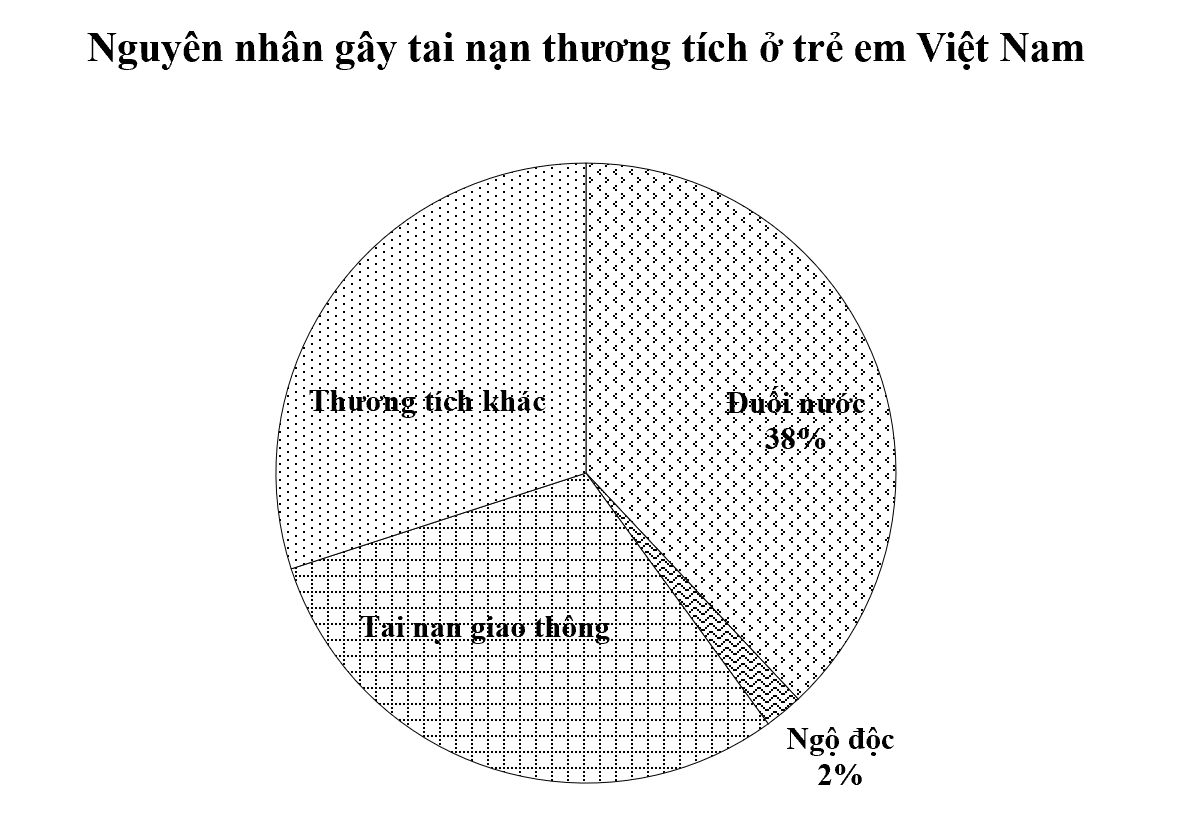 Nguyên nhân gây tai nạn thương tích ở trẻ em Việt Nam
Thương tích khác
Đuối nước
38%
Tai nạn giao thông
Ngộ độc
2%